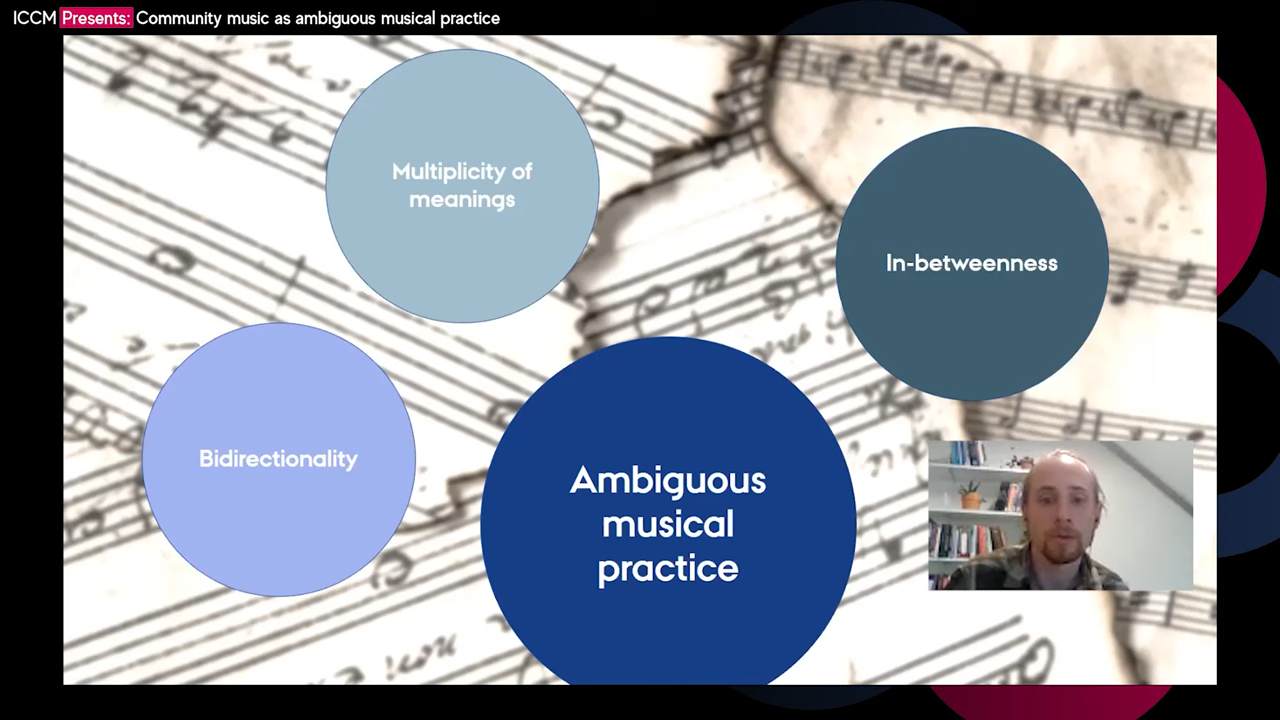 ICCM Presents: Community music as ambiguous musical practice
Multiplicity of
meanings
In-betweenness
Bidirectionality
Ambiguous
musical
practice